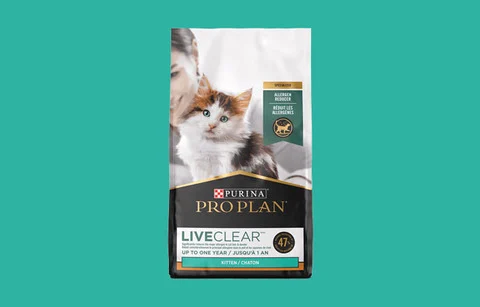 ALLERGEN
REDUCER
RÉDUIT LES
ALLERGÈNES
PURINA
PRO PLAN
LIVECLEAR
UP TO ONE YEAR / JUSQU'À 1 AN
47%
KITTEN / CHATON